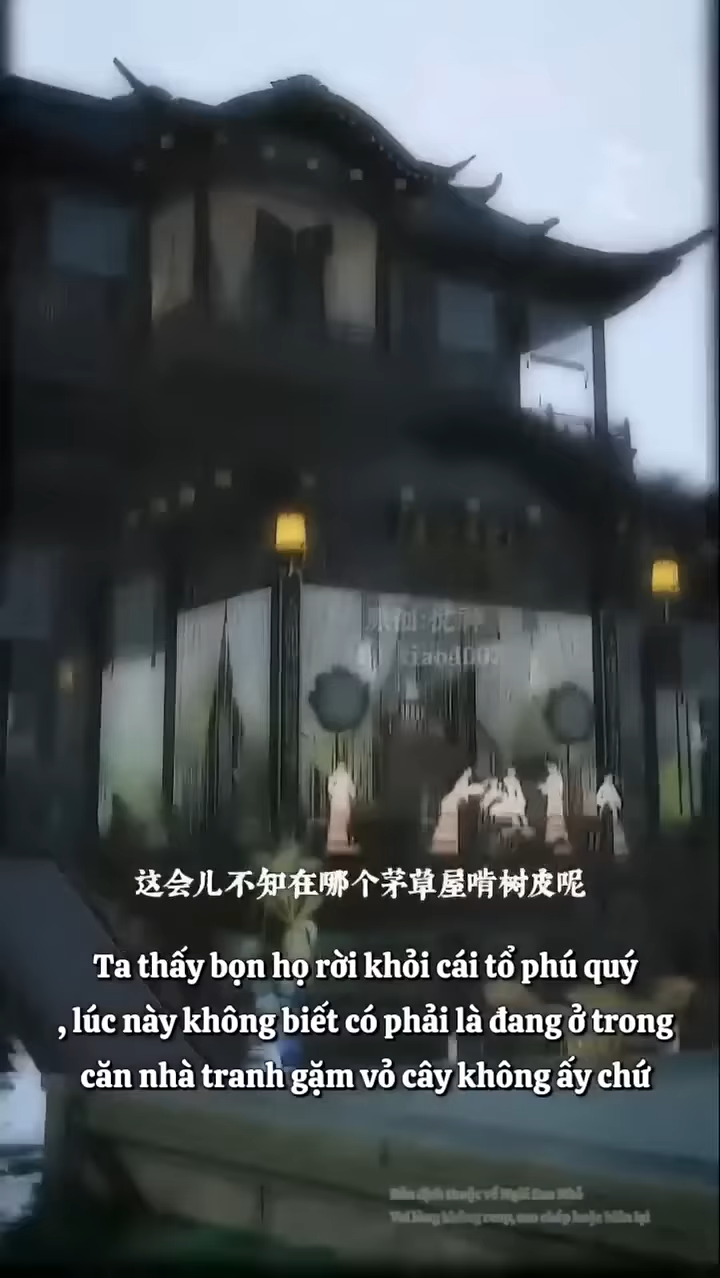 这会儿不知在哪个茅草屋啃树皮呢
Ta thấy bọn họ rời khỏi cái tổ phú quý
, lúc này không biết có phải là đang ở trong
căn nhà tranh gặm vỏ cây không ấy chứ